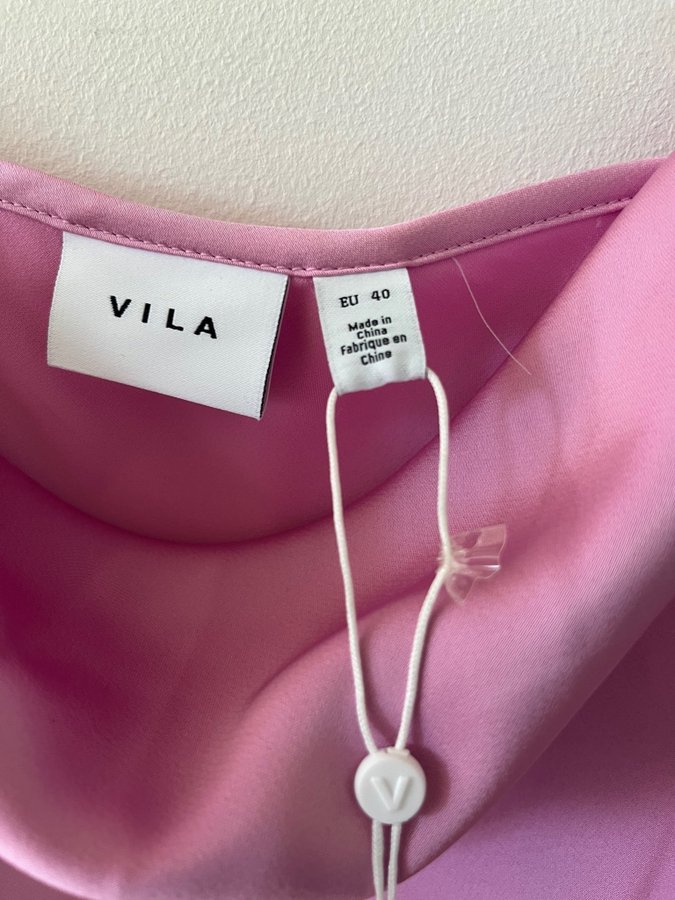 VILA
EU 40
Made in
China
Fabrique en
Chine
V